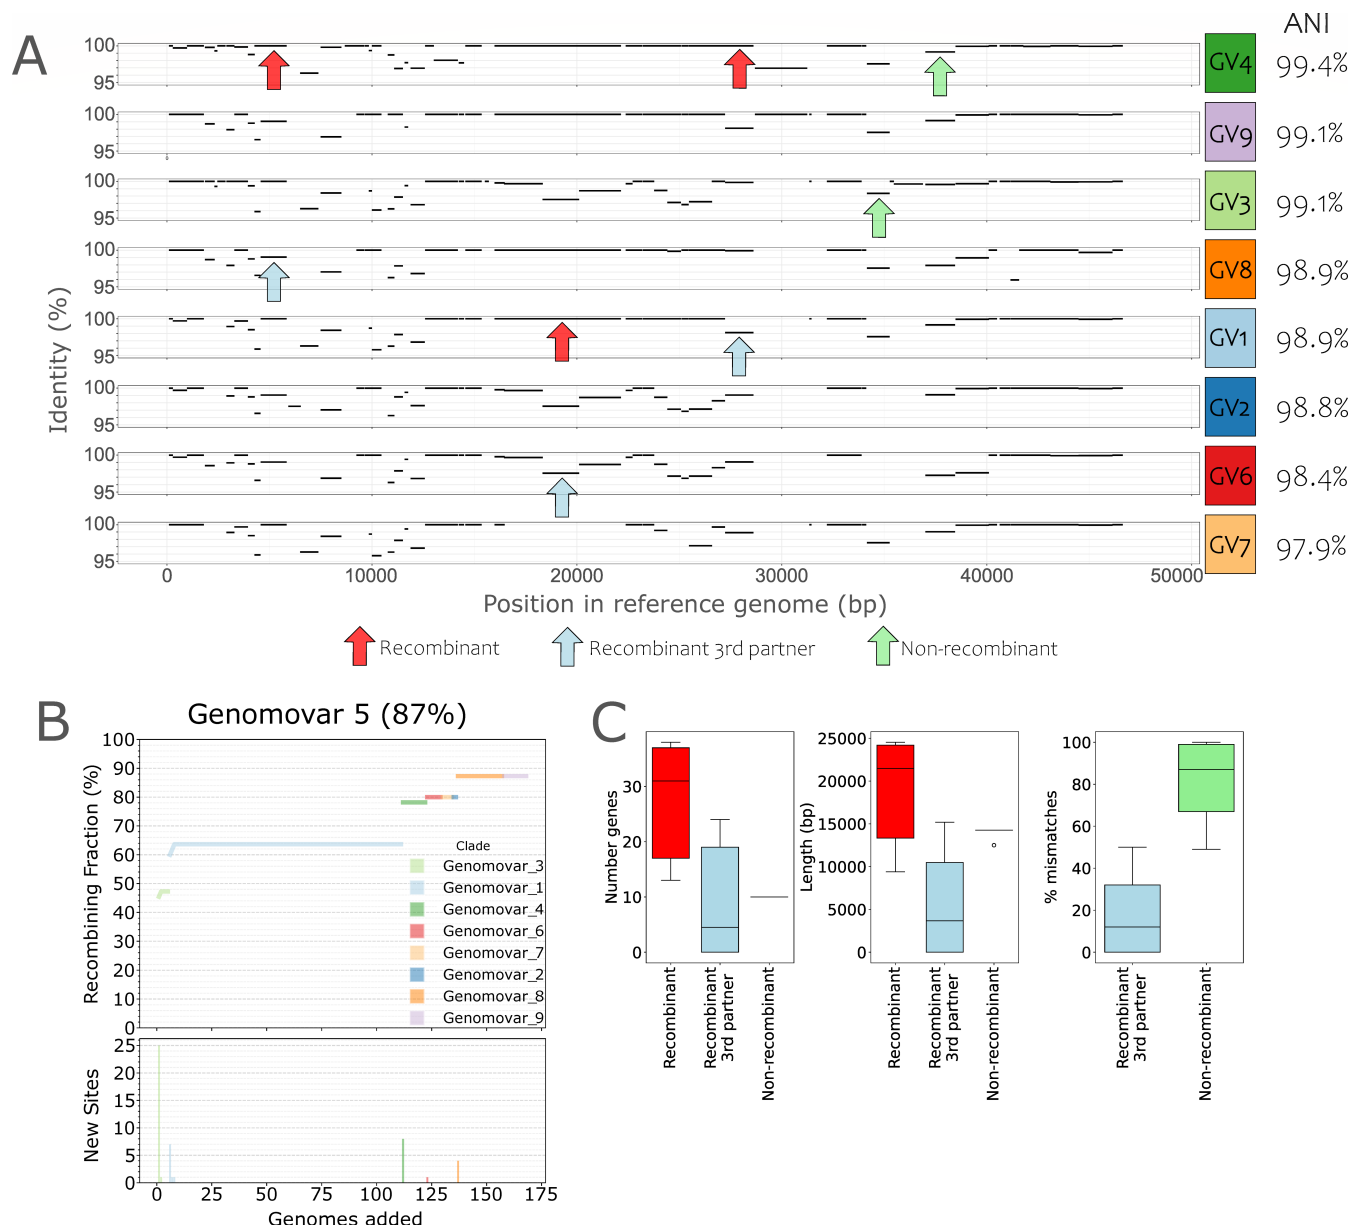 A
ANI
100
95
GV4
99.4%
100
95
GV9
99.1%
100
95
GV3
99.1%
100
95
GV8
98.9%
100
95
GV1
98.9%
100
95
GV2
98.8%
100
95
GV6
98.4%
100
95
GV7
97.9%
Identity (%)
0 10000 20000 30000 40000 50000
Position in reference genome (bp)
Recombinant Recombinant 3rd partner Non-recombinant
B
Genomovar 5 (87%)
100
90
80
70
60
50
40
30
20
10
0
Recombining Fraction (%)
Clade
Genomovar_3
Genomovar_1
Genomovar_4
Genomovar_6
Genomovar_7
Genomovar_2
Genomovar_8
Genomovar_9
25
20
15
10
5
0
New Sites
0 25 50 75 100 125 150 175
Genomes added
C
Number genes
30
20
10
0
Recombinant
Recombinant
3rd partner
Non-recombinant
Length (bp)
25000
20000
15000
10000
5000
0
Recombinant
Recombinant
3rd partner
Non-recombinant
% mismatches
100
80
60
40
20
0
Recombinant
3rd partner
Non-recombinant